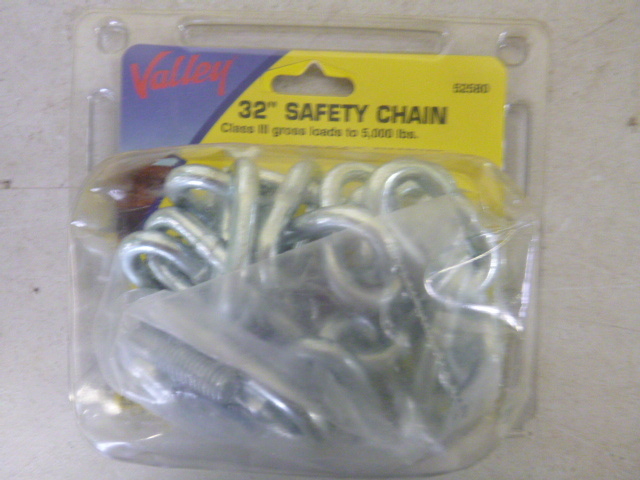 Valley
52580
32" SAFETY CHAIN
Class III gross loads to 5,000 lbs.